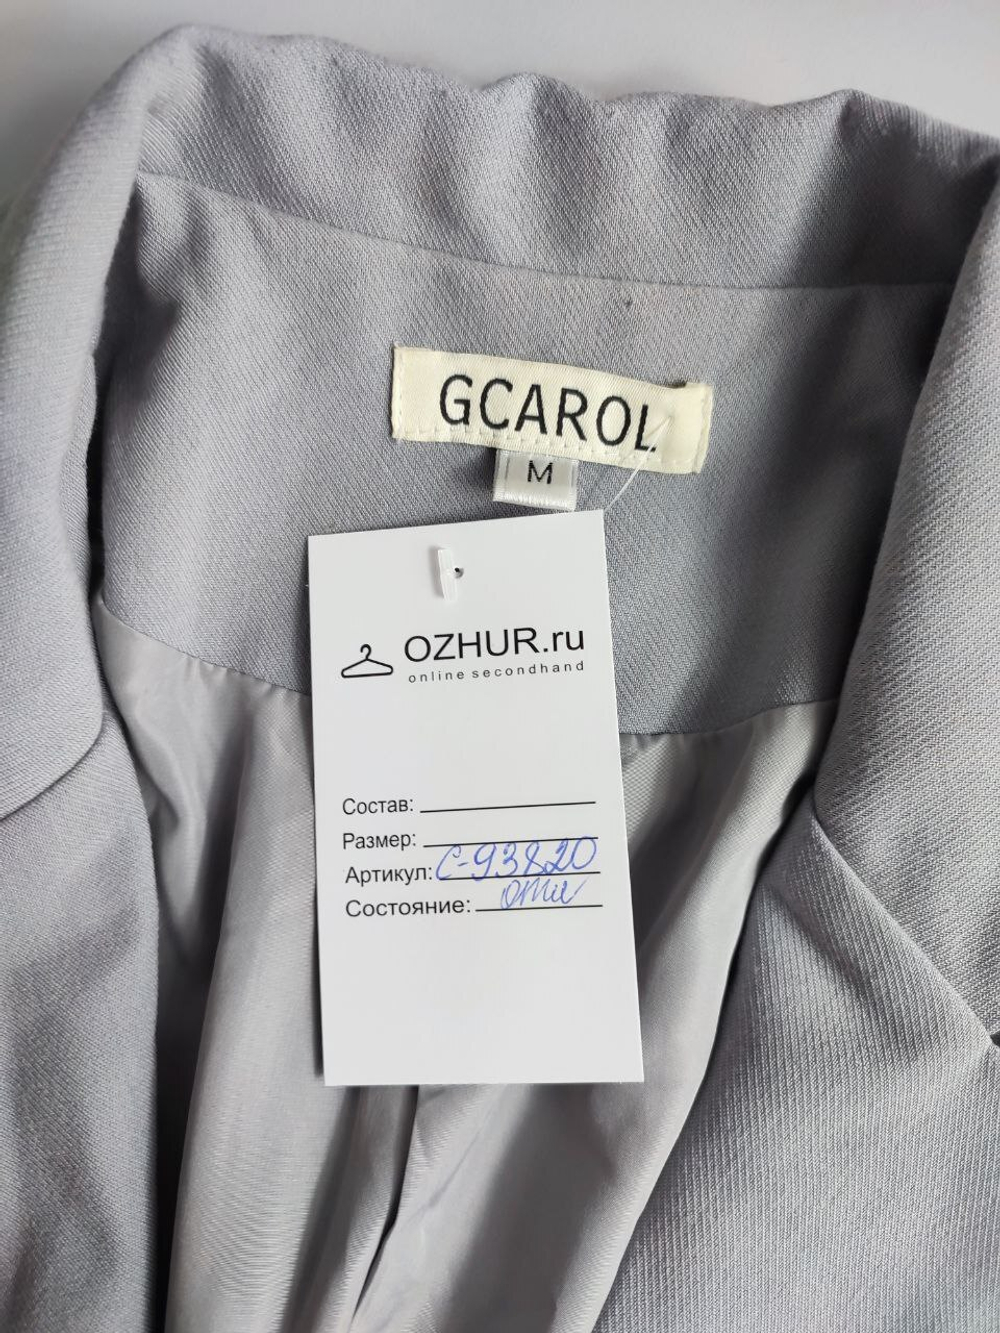 GCAROL
M
OZHUR.ru
online secondhand
Состав:
Размер:
Артикул: С-93820
Состояние: отл